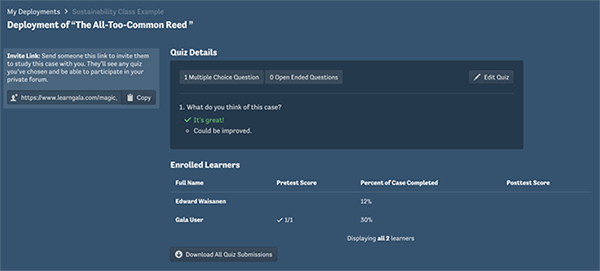 My Deployments > Sustainability Class Example
Deployment of “The All-Too-Common Reed ”
Invite Link: Send someone this link to invite them
to study this case with you. They'll see any quiz
you've chosen and be able to participate in your
private forum.
https://www.learngala.com/magic_
Copy
Quiz Details
1 Multiple Choice Question
0 Open Ended Questions
Edit Quiz
1. What do you think of this case?
It's great!
Could be improved.
Enrolled Learners
Full Name Pretest Score Percent of Case Completed Posttest Score
Edward Waisanen 12%
Gala User 1/1 30%
Displaying all 2 learners
Download All Quiz Submissions